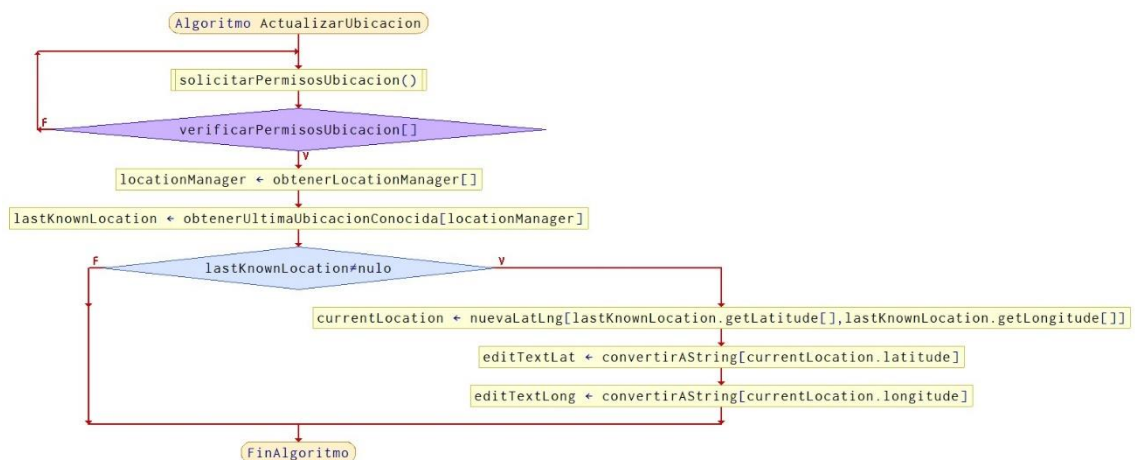 Algoritmo ActualizarUbicacion
solicitarPermisosUbicacion()
F
verificarPermisosUbicacion[]
V
locationManager ← obtenerLocationManager[]
lastKnownLocation ← obtenerUltimaUbicacionConocida[locationManager]
F
lastKnownLocation≠nulo
V
currentLocation ← nuevaLatLng[lastKnownLocation.getLatitude[],lastKnownLocation.getLongitude[]]
editTextLat ← convertirAString[currentLocation.latitude]
editTextLong ← convertirAString[currentLocation.longitude]
FinAlgoritmo